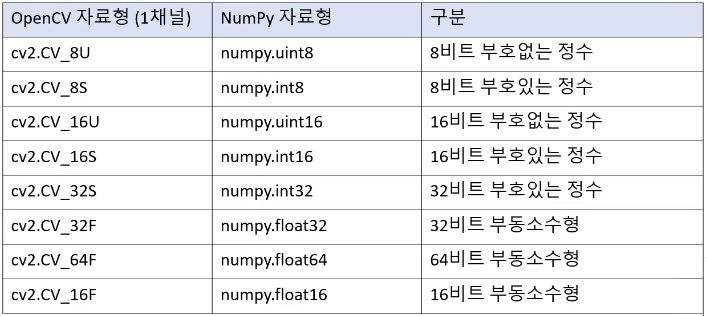 OpenCV 자료형 (1채널) NumPy 자료형 구분
cv2.CV_8U numpy.uint8 8비트 부호없는 정수
cv2.CV_8S numpy.int8 8비트 부호있는 정수
cv2.CV_16U numpy.uint16 16비트 부호없는 정수
cv2.CV_16S numpy.int16 16비트 부호있는 정수
cv2.CV_32S numpy.int32 32비트 부호있는 정수
cv2.CV_32F numpy.float32 32비트 부동소수형
cv2.CV_64F numpy.float64 64비트 부동소수형
cv2.CV_16F numpy.float16 16비트 부동소수형